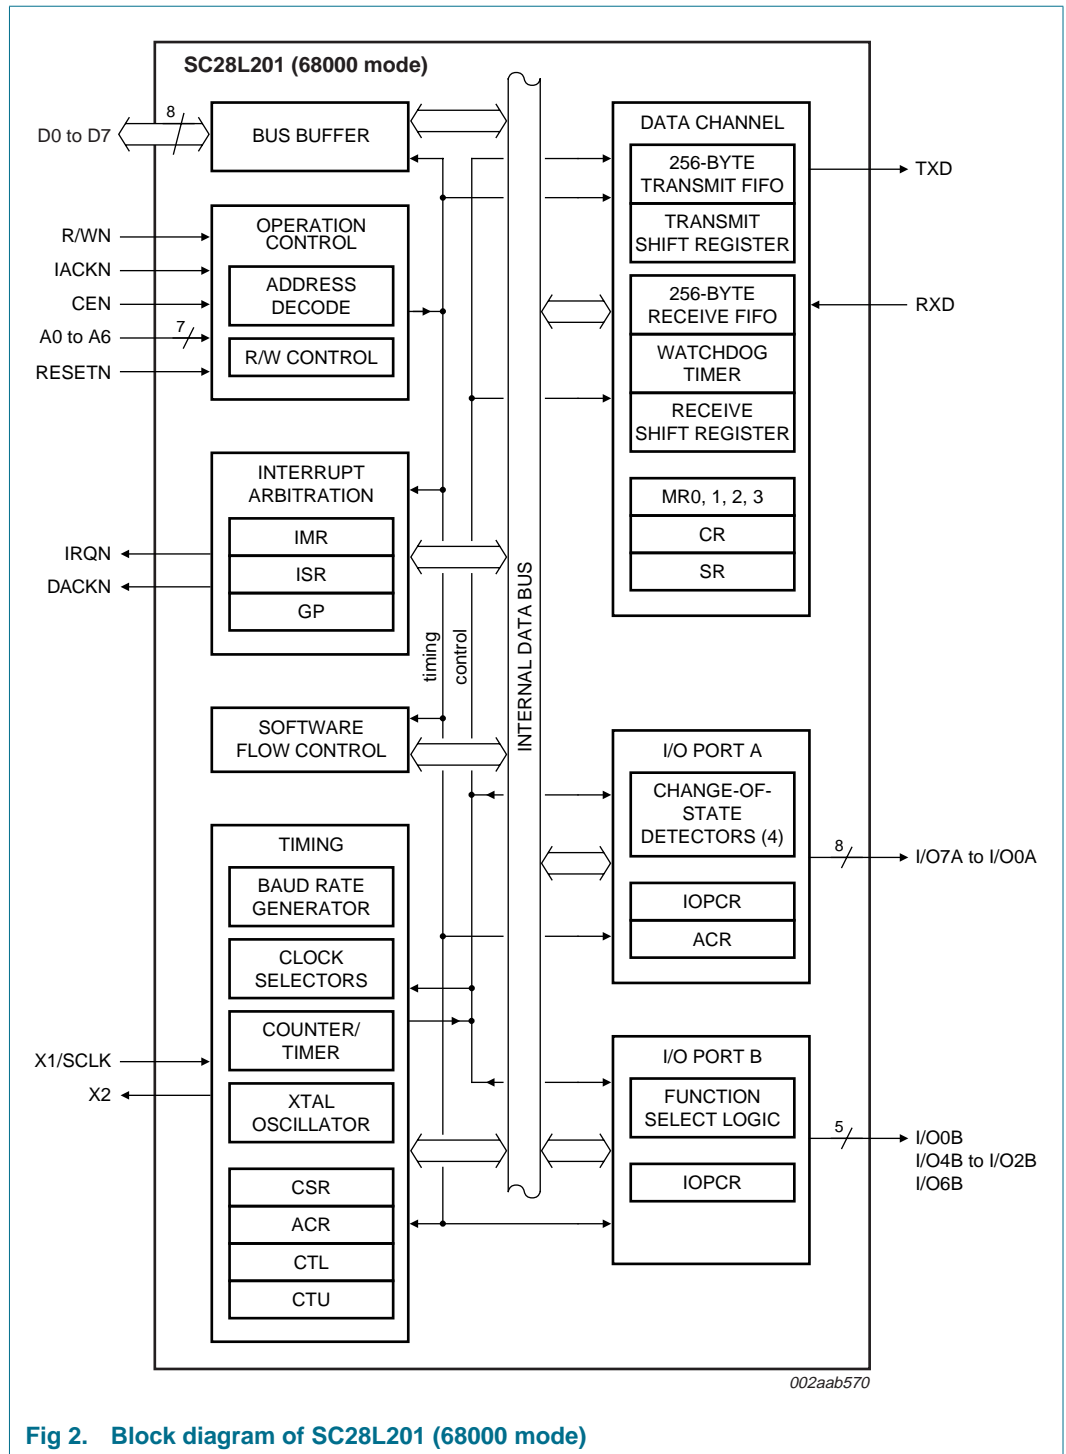 SC28L201 (68000 mode)
D0 to D7
8
BUS BUFFER
R/WN
IACKN
CEN
A0 to A6
7
RESETN
OPERATION
CONTROL
ADDRESS
DECODE
R/W CONTROL
INTERRUPT
ARBITRATION
IMR
ISR
GP
IRQN
DACKN
timing
control
INTERNAL DATA BUS
SOFTWARE
FLOW CONTROL
TIMING
BAUD RATE
GENERATOR
CLOCK
SELECTORS
COUNTER/
TIMER
XTAL
OSCILLATOR
CSR
ACR
CTL
CTU
X1/SCLK
X2
DATA CHANNEL
256-BYTE
TRANSMIT FIFO
TRANSMIT
SHIFT REGISTER
256-BYTE
RECEIVE FIFO
WATCHDOG
TIMER
RECEIVE
SHIFT REGISTER
MR0, 1, 2, 3
CR
SR
TXD
RXD
I/O PORT A
CHANGE-OF-
STATE
DETECTORS (4)
IOPCR
ACR
8
I/O7A to I/O0A
I/O PORT B
FUNCTION
SELECT LOGIC
IOPCR
5
I/O0B
I/O4B to I/O2B
I/O6B
002aab570
Fig 2. Block diagram of SC28L201 (68000 mode)